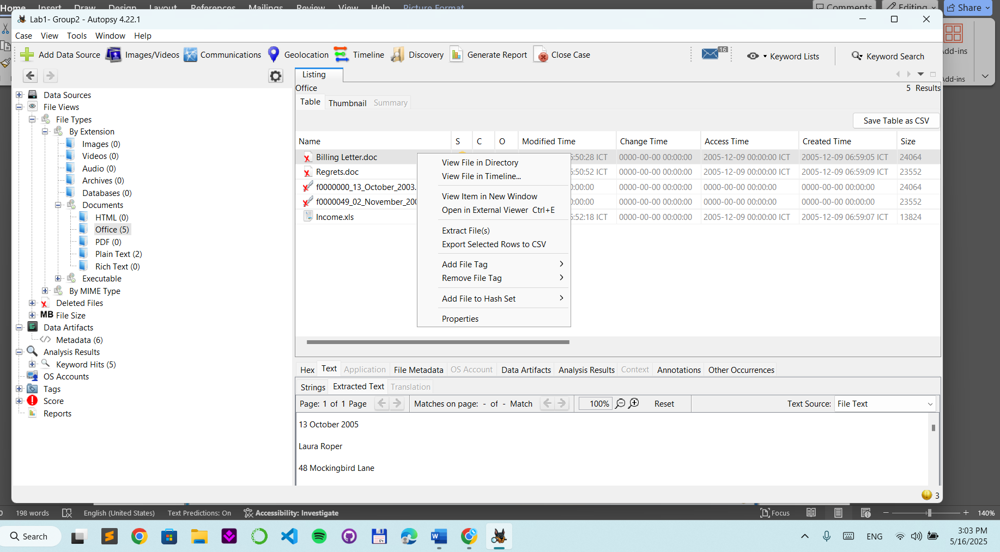 Home Insert Draw Design Layout References Mailings Review View Help Picture Format Comments Editing Share
Lab1- Group2 - Autopsy 4.22.1
Case View Tools Window Help
Add Data Source Images/Videos Communications Geolocation Timeline Discovery Generate Report Close Case 16 Keyword Lists Keyword Search
Add-ins
Add-ins
Listing
Office
5 Results
Table Thumbnail Summary
Save Table as CSV
Data Sources
File Views
File Types
By Extension
Images (0)
Videos (0)
Audio (0)
Archives (0)
Databases (0)
Documents
HTML (0)
Office (5)
PDF (0)
Plain Text (2)
Rich Text (0)
Executable
By MIME Type
Deleted Files
MB File Size
Data Artifacts
Metadata (6)
Analysis Results
Keyword Hits (5)
OS Accounts
Tags
Score
Reports
Name S C O Modified Time Change Time Access Time Created Time Size
Billing Letter.doc 5:50:28 ICT 0000-00-00 00:00:00 2005-12-09 00:00:00 ICT 2005-12-09 06:59:05 ICT 24064
Regrets.doc 5:50:52 ICT 0000-00-00 00:00:00 2005-12-09 00:00:00 ICT 2005-12-09 06:59:09 ICT 23552
f0000000_13_October_2003. 0:00:00 0000-00-00 00:00:00 0000-00-00 00:00:00 0000-00-00 00:00:00 24064
f0000049_02_November_200 0:00:00 0000-00-00 00:00:00 0000-00-00 00:00:00 0000-00-00 00:00:00 23552
Income.xls 5:52:18 ICT 0000-00-00 00:00:00 2005-12-09 00:00:00 ICT 2005-12-09 06:59:07 ICT 13824
View File in Directory
View File in Timeline...
View Item in New Window
Open in External Viewer Ctrl+E
Extract File(s)
Export Selected Rows to CSV
Add File Tag
Remove File Tag
Add File to Hash Set
Properties
Hex Text Application File Metadata OS Account Data Artifacts Analysis Results Context Annotations Other Occurrences
Strings Extracted Text Translation
Page: 1 of 1 Page Matches on page: - of - Match 100% Reset Text Source: File Text
13 October 2005
Laura Roper
48 Mockingbird Lane
3
198 words English (United States) Text Predictions: On Accessibility: Investigate Focus 140%
Search
64
ENG
3:03 PM
5/16/2025